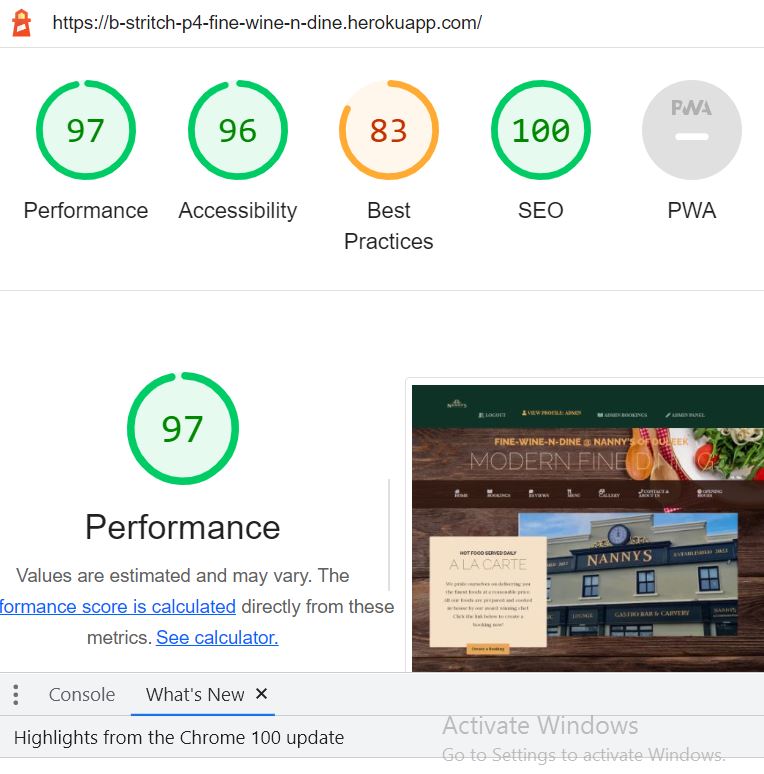 https://b-stritch-p4-fine-wine-n-dine.herokuapp.com/
97
96
83
100
PWA
Performance
Accessibility
Best
Practices
SEO
PWA
97
Performance
Values are estimated and may vary. The
formance score is calculated directly from these
metrics. See calculator.
NANNY'S
LOGOUT
VIEW PROFILE: ADMIN
ADMIN BOOKINGS
ADMIN PANEL
FINE-WINE-N-DINE @ NANNY'S OF DULEEK
MODERN FINE DINING
HOME
BOOKINGS
REVIEWS
MENU
GALLERY
CONTACT &
ABOUT US
OPENING
HOURS
HOT FOOD SERVED DAILY
A LA CARTE
We pride ourselves on delivering you
the finest foods at a reasonable price.
All our foods are prepared and cooked
in house by our award winning chef.
Click the link below to create a
booking now!
Create a Booking
NANNY'S
LOUNGE
GASTRO BAR & CARVERY
NANNY'S
Console
What's New ✕
Highlights from the Chrome 100 update
Activate Windows
Go to Settings to activate Windows.